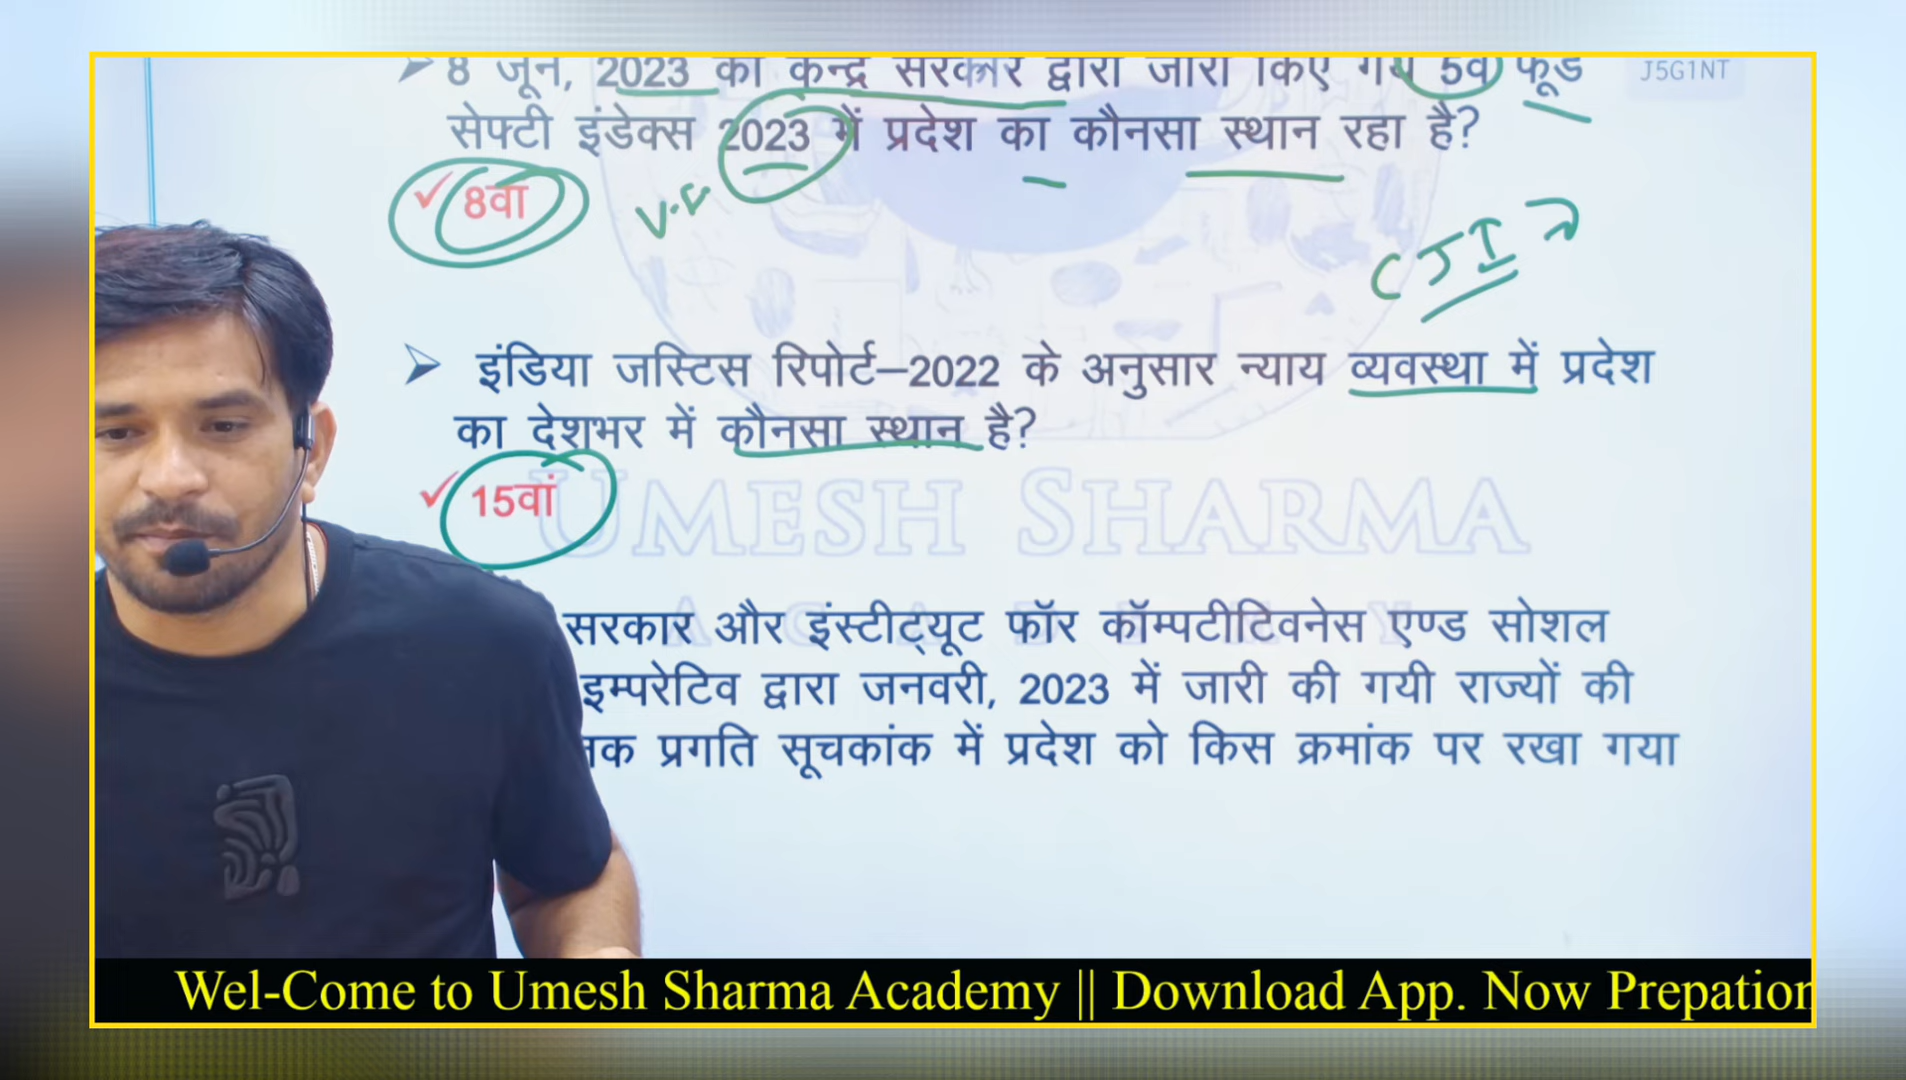 8 जून, 2023 को केन्द्र सरकार द्वारा जारी किए गये 5वें फूड
J5G1NT
सेफ्टी इंडेक्स 2023 में प्रदेश का कौनसा स्थान रहा है?
✓ 8वां
CJI
इंडिया जस्टिस रिपोर्ट–2022 के अनुसार न्याय व्यवस्था में प्रदेश
का देशभर में कौनसा स्थान है?
✓ 15वां
UMESH SHARMA
ACADEMY
सरकार और इंस्टीट्यूट फॉर कॉम्पटीटिवनेस एण्ड सोशल
इम्परेटिव द्वारा जनवरी, 2023 में जारी की गयी राज्यों की
प्रगति सूचकांक में प्रदेश को किस क्रमांक पर रखा गया
Wel-Come to Umesh Sharma Academy || Download App. Now Prepation